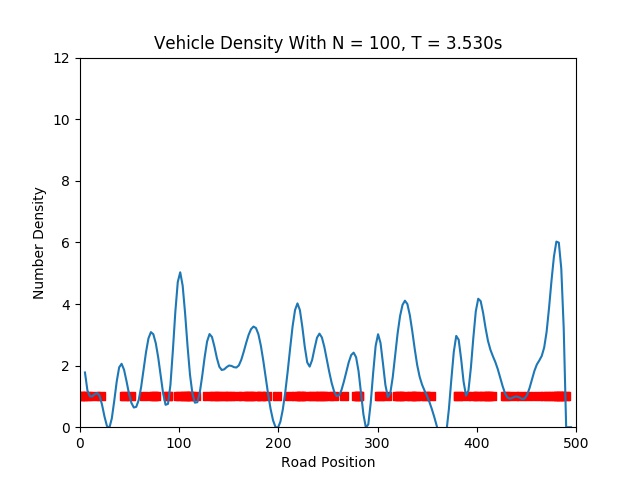 Vehicle Density With N = 100, T = 3.530s
12
10
8
6
4
2
0
Number Density
0 100 200 300 400 500
Road Position